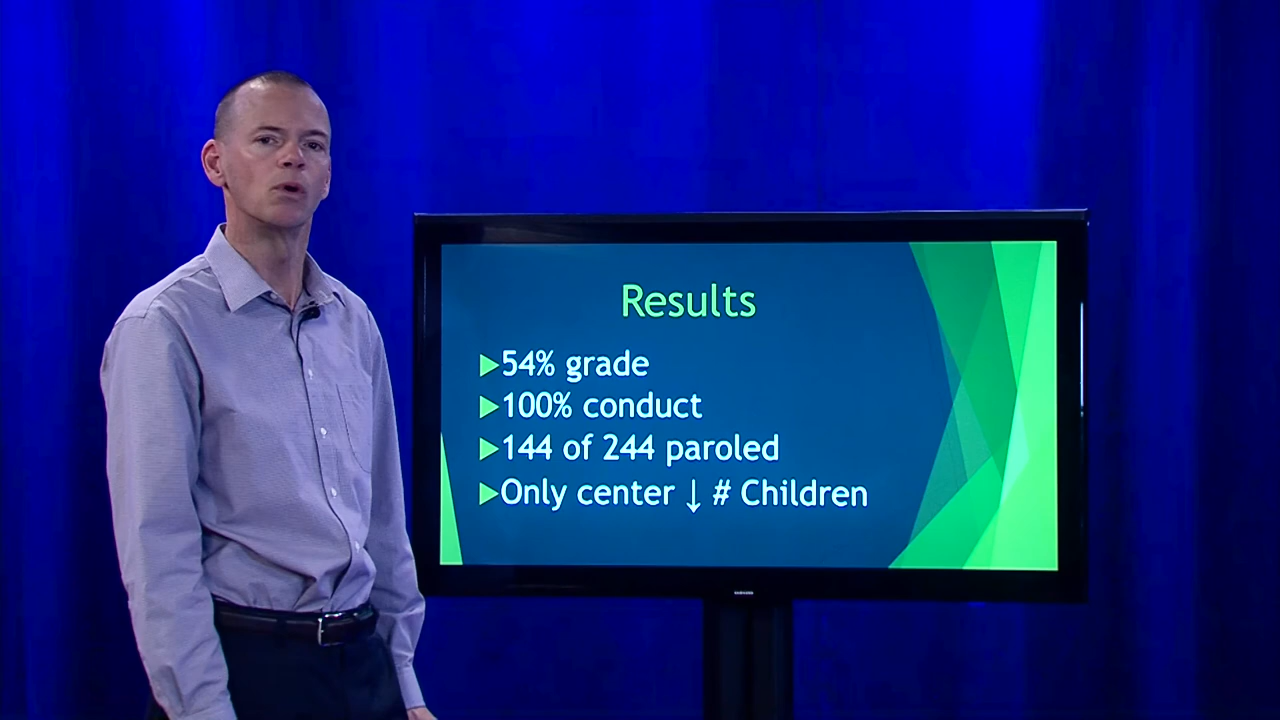 Results
▶54% grade
▶100% conduct
▶144 of 244 paroled
▶Only center ↓ # Children